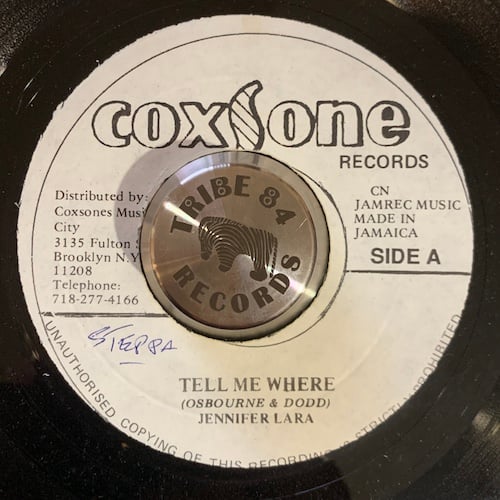 coxsone
RECORDS
Distributed by:
Coxsones Musi
City
3135 Fulton S
Brooklyn N.Y
11208
Telephone:
718-277-4166
TRIBE 84
RECORDS
CN
JAMREC MUSIC
MADE IN
JAMAICA
SIDE A
STEPPA
TELL ME WHERE
(OSBOURNE & DODD)
JENNIFER LARA
UNAUTHORISED COPYING OF THIS RECORDING IS STRICTLY PROHIBITED